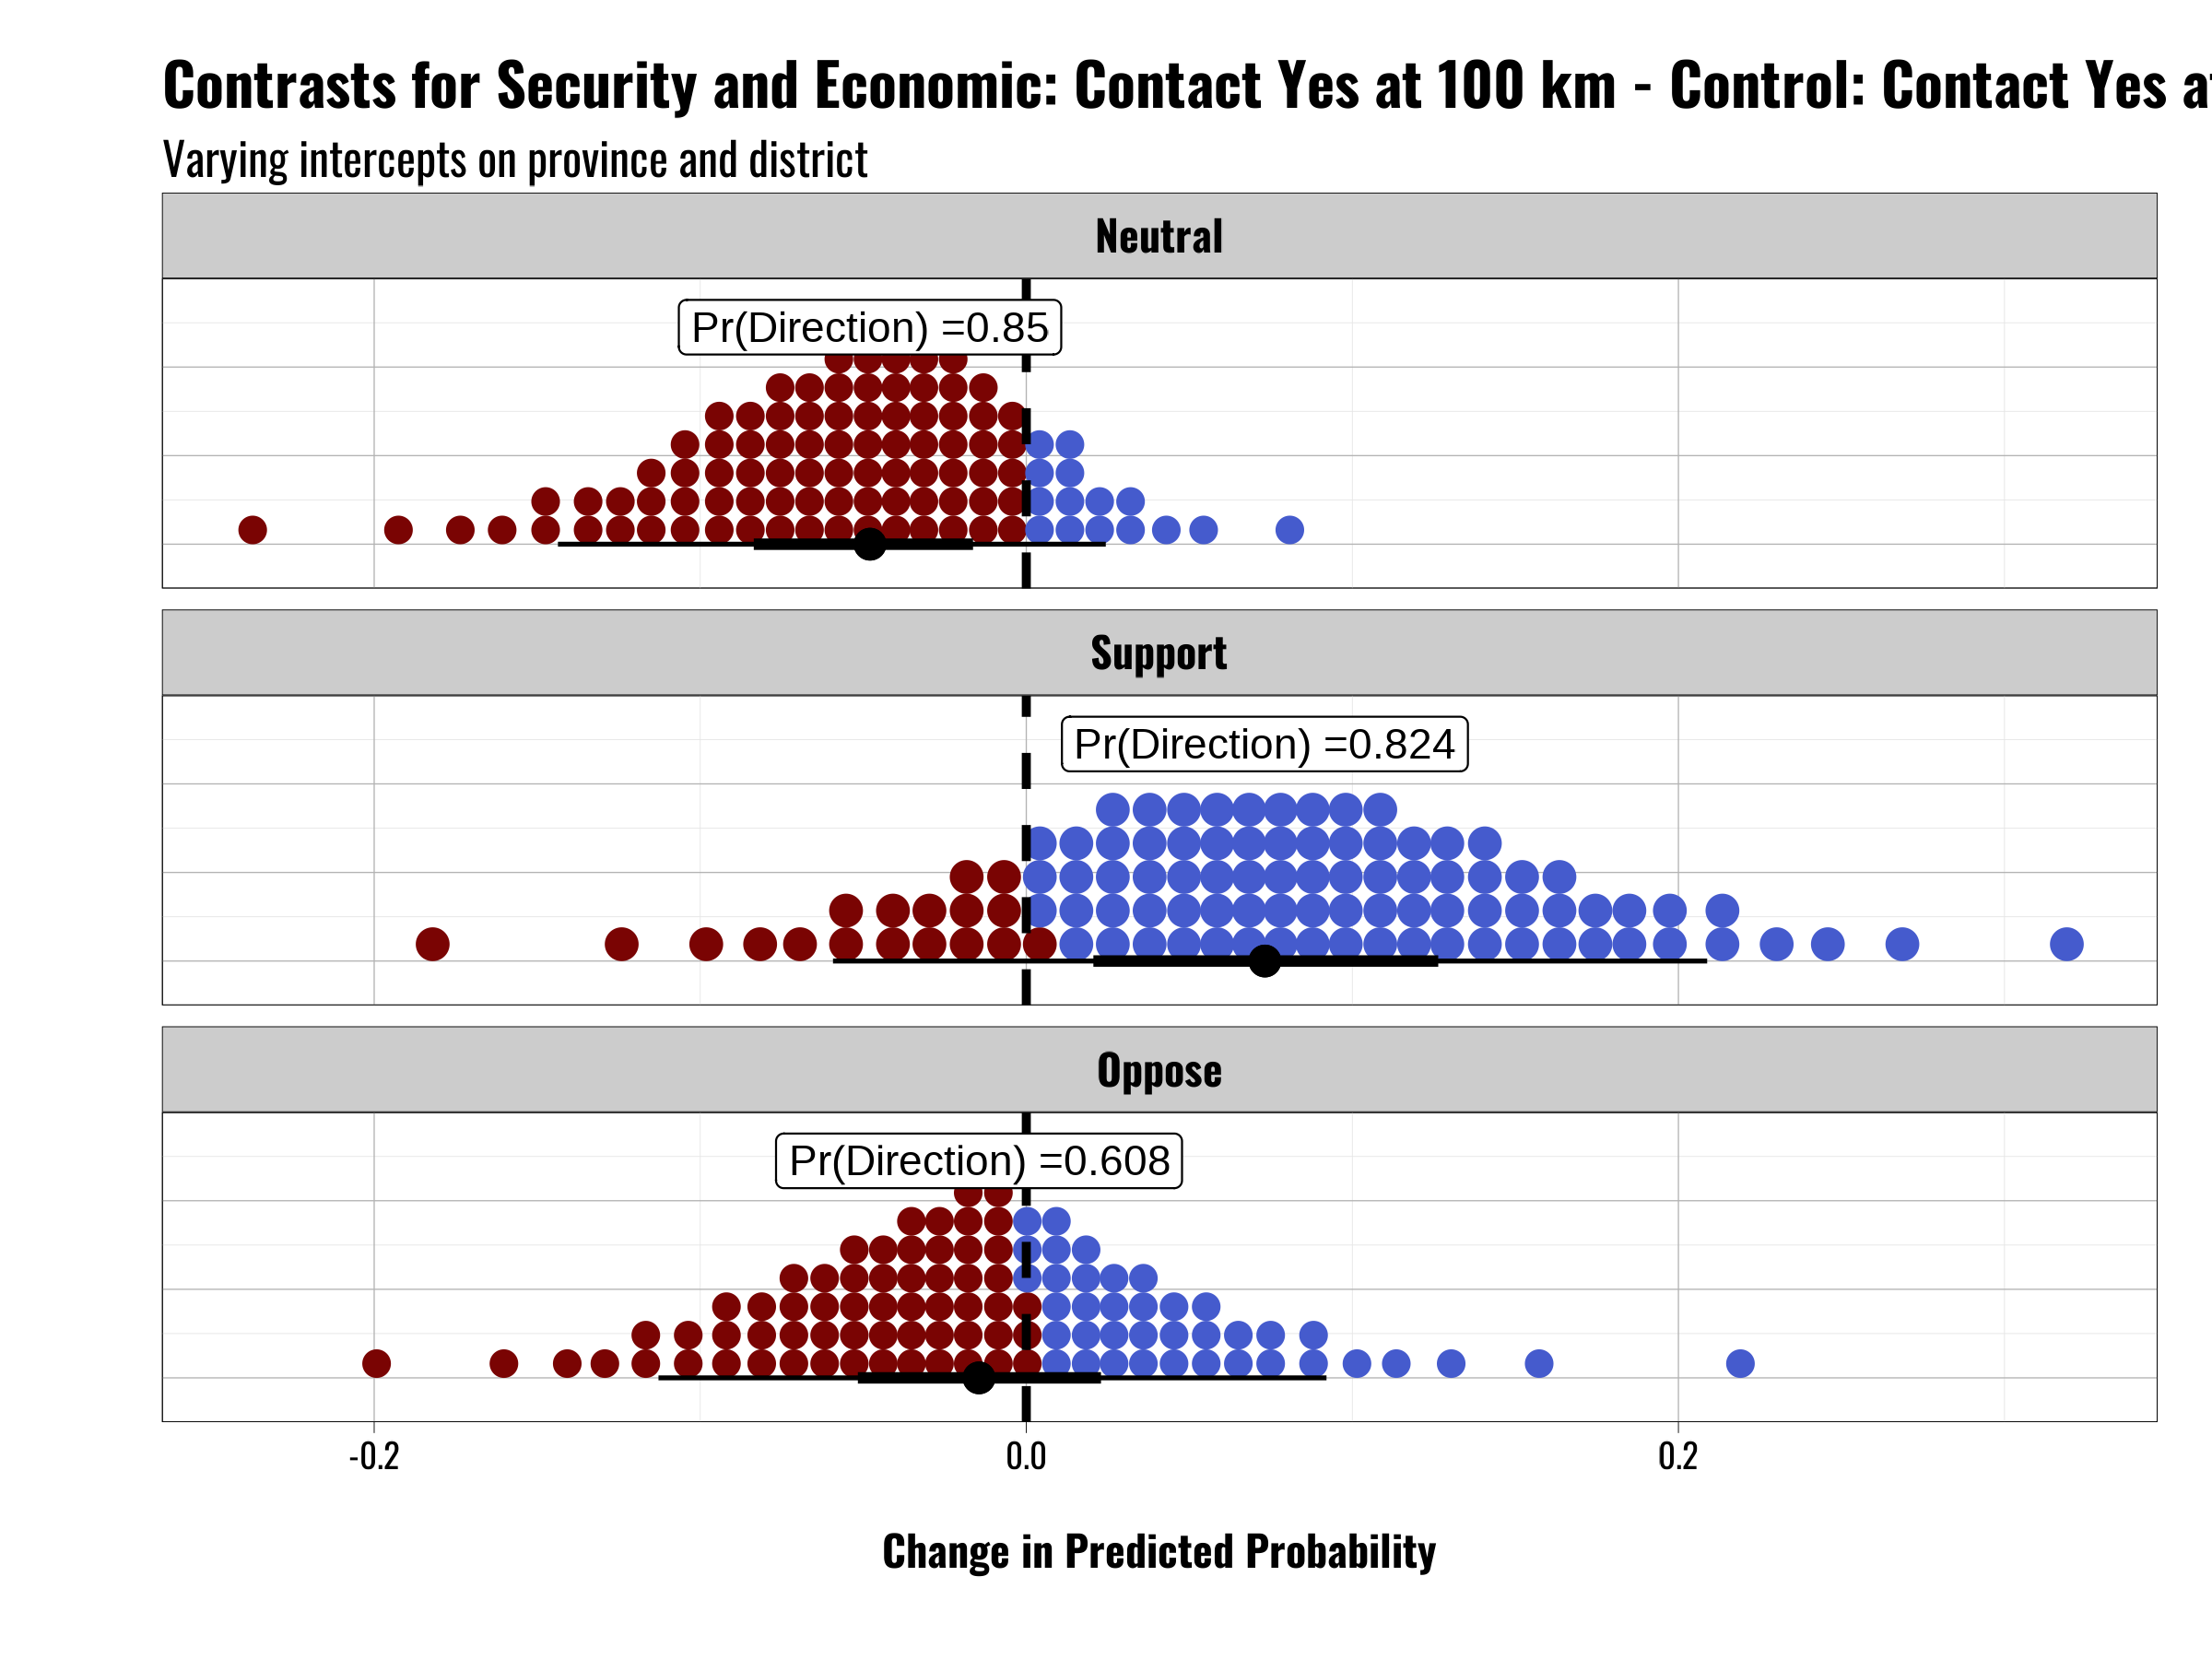 Contrasts for Security and Economic: Contact Yes at 100 km - Control: Contact Yes
Varying intercepts on province and district
Neutral
Pr(Direction) =0.85
Support
Pr(Direction) =0.824
Oppose
Pr(Direction) =0.608
-0.2 0.0 0.2
Change in Predicted Probability